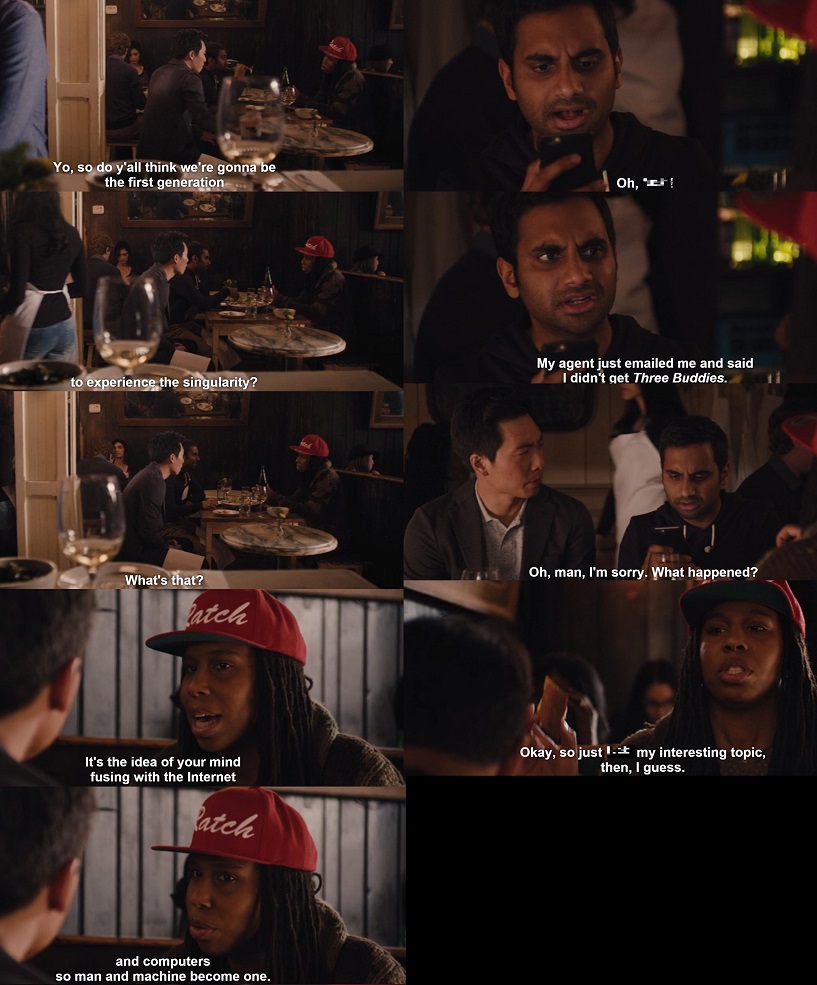 Yo, so do y'all think we're gonna be
the first generation
to experience the singularity?
What's that?
It's the idea of your mind
fusing with the Internet
and computers
so man and machine become one.
Oh,
My agent just emailed me and said
I didn't get Three Buddies.
Oh, man, I'm sorry. What happened?
Okay, so just my interesting topic,
then, I guess.
Ratch
Ratch